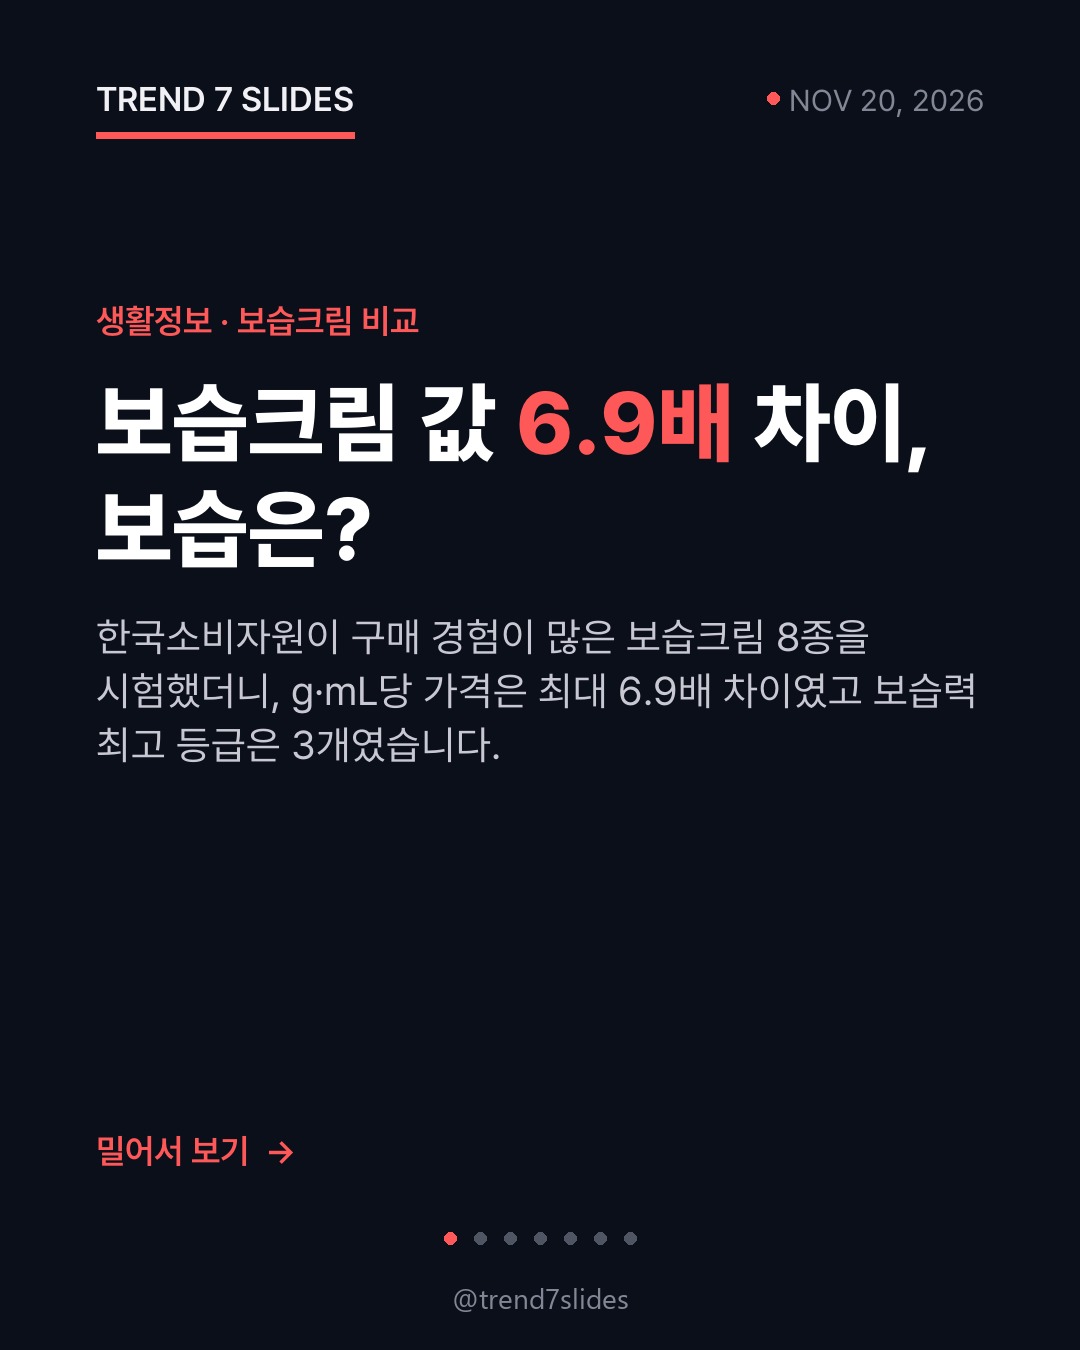 TREND 7 SLIDES
NOV 20, 2026
생활정보 · 보습크림 비교
보습크림 값 6.9배 차이,
보습은?
한국소비자원이 구매 경험이 많은 보습크림 8종을
시험했더니, g·mL당 가격은 최대 6.9배 차이였고 보습력
최고 등급은 3개였습니다.
밀어서 보기 →
@trend7slides